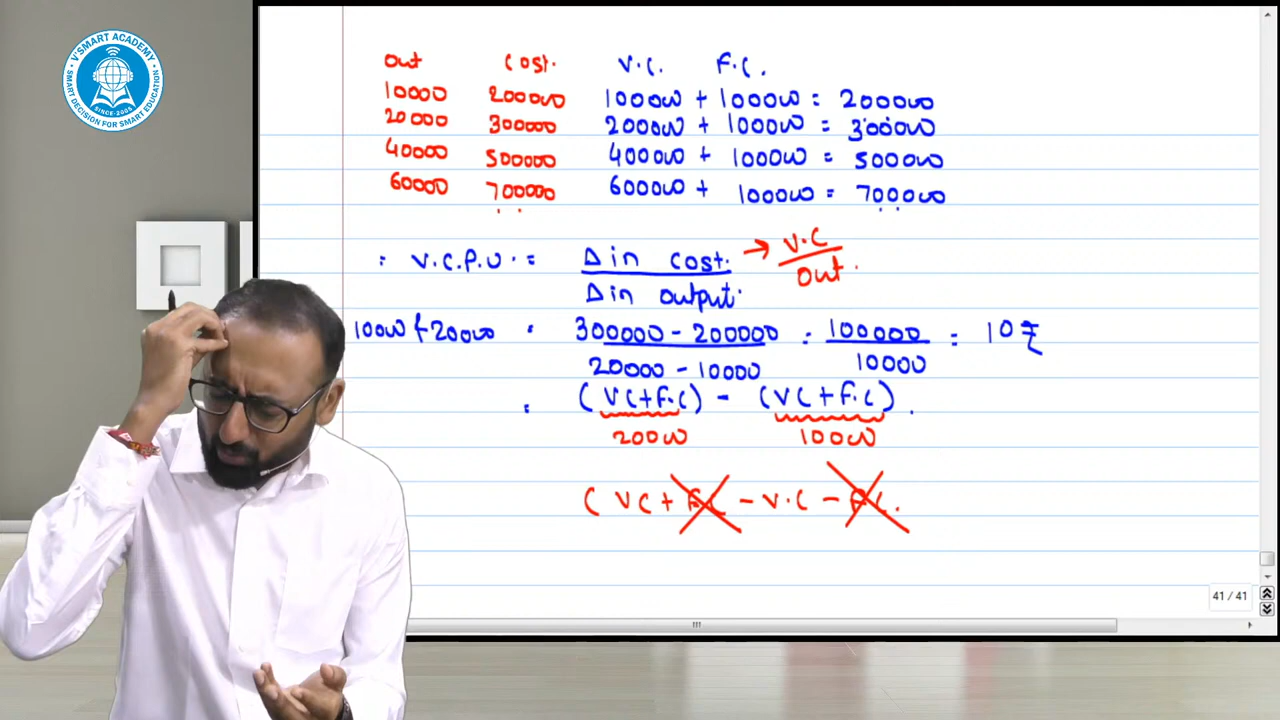 V'SMART ACADEMY
SINCE-2005
SMART DECISION FOR SMART EDUCATION
Out Cost. V.C. F.C.
10000 200000 100000 + 100000 = 200000
20000 300000 200000 + 100000 = 300000
40000 500000 400000 + 100000 = 500000
60000 700000 600000 + 100000 = 700000
= V.C.P.U. = Δ in cost. → V.C
Δ in output. Out.
10000 & 20000 = 300000 - 200000 = 100000 = 10₹
20000 - 10000 10000
= (VC+F.C) - (VC+F.C).
20000 10000
( VC + F.C - V.C - F.C.
41 / 41